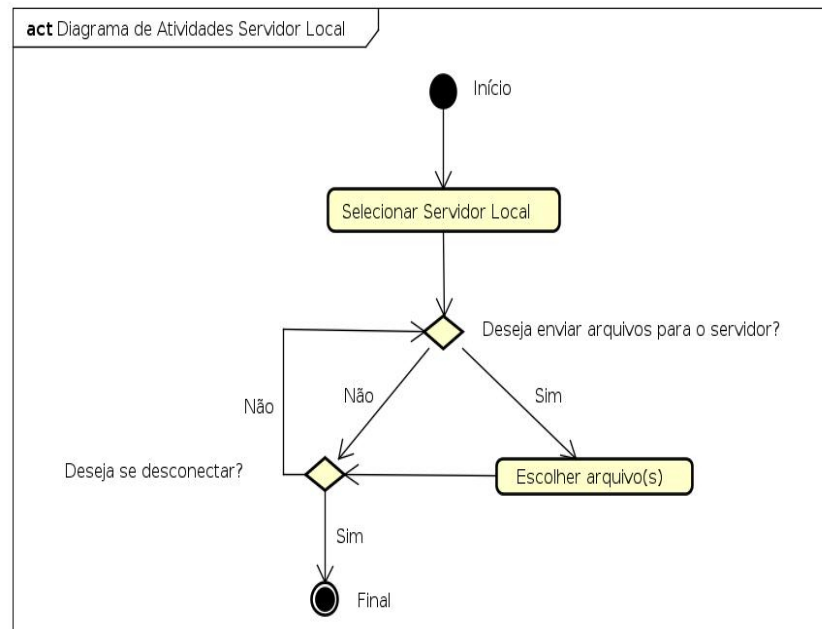 act Diagrama de Atividades Servidor Local
Início
Selecionar Servidor Local
Deseja enviar arquivos para o servidor?
Não
Não
Sim
Deseja se desconectar?
Escolher arquivo(s)
Sim
Final